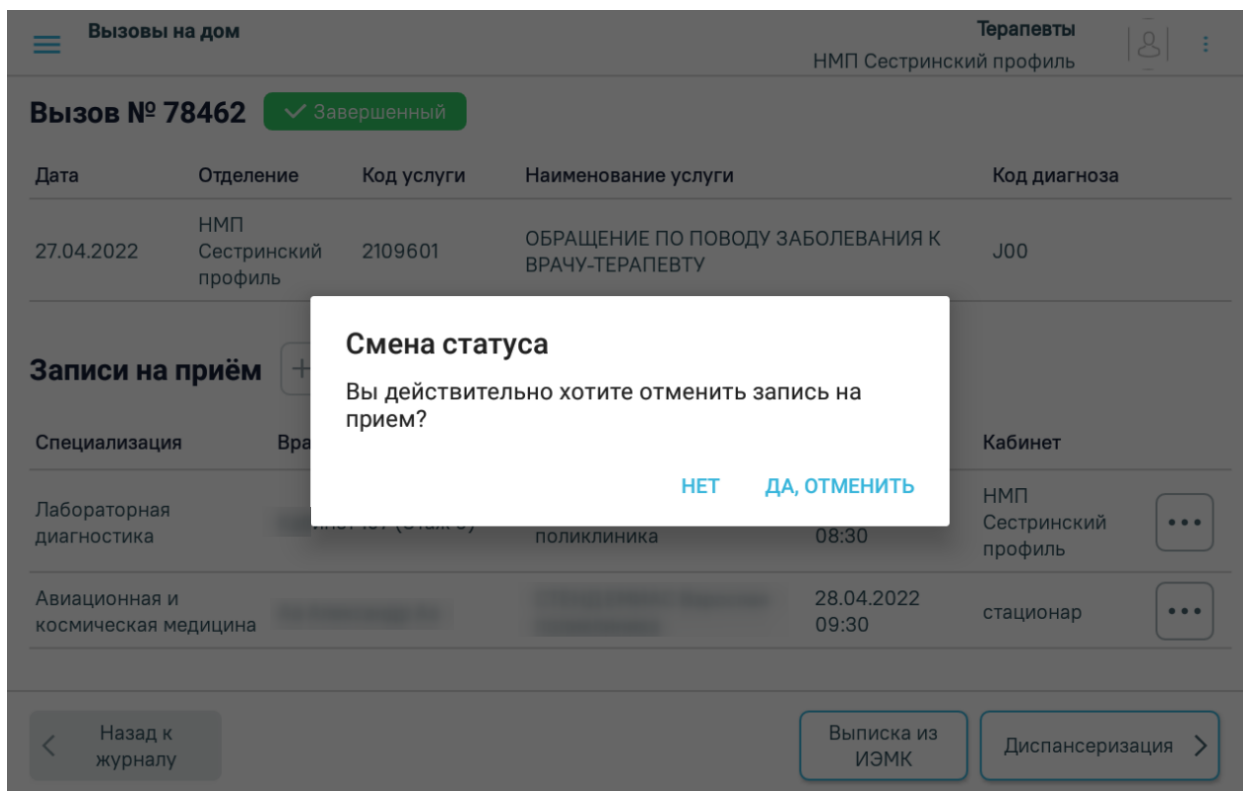 Вызовы на дом
Терапевты
НМП Сестринский профиль
Вызов № 78462
Завершенный
Дата
Отделение
Код услуги
Наименование услуги
Код диагноза
27.04.2022
НМП
Сестринский
профиль
2109601
ОБРАЩЕНИЕ ПО ПОВОДУ ЗАБОЛЕВАНИЯ К
ВРАЧУ-ТЕРАПЕВТУ
J00
Записи на приём
Смена статуса
Вы действительно хотите отменить запись на
прием?
НЕТ
ДА, ОТМЕНИТЬ
Специализация
Кабинет
Лабораторная
диагностика
поликлиника
08:30
НМП
Сестринский
профиль
Авиационная и
космическая медицина
28.04.2022
09:30
стационар
Назад к
журналу
Выписка из
ИЭМК
Диспансеризация